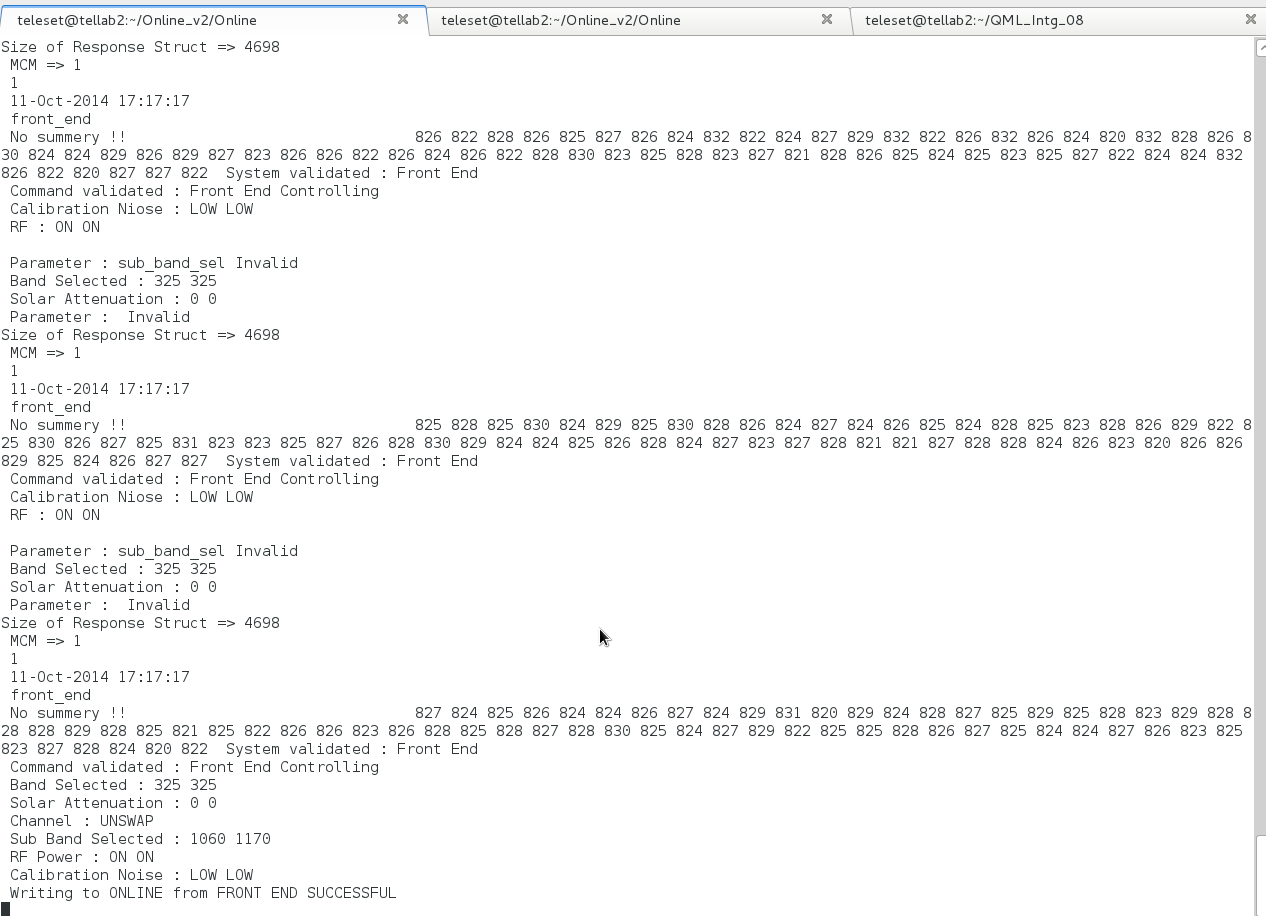 teleset@tellab2:~/Online_v2/Online teleset@tellab2:~/Online_v2/Online teleset@tellab2:~/QML_Intg_08
Size of Response Struct => 4698
MCM => 1
1
11-Oct-2014 17:17:17
front_end
No summery !! 826 822 828 826 825 827 826 824 832 822 824 827 829 832 822 826 832 826 824 820 832 828 826 8
30 824 824 829 826 829 827 823 826 826 822 826 824 826 822 828 830 823 825 828 823 827 821 828 826 825 824 825 823 825 827 822 824 824 832
826 822 820 827 827 822 System validated : Front End
Command validated : Front End Controlling
Calibration Niose : LOW LOW
RF : ON ON
Parameter : sub_band_sel Invalid
Band Selected : 325 325
Solar Attenuation : 0 0
Parameter : Invalid
Size of Response Struct => 4698
MCM => 1
1
11-Oct-2014 17:17:17
front_end
No summery !! 825 828 825 830 824 829 825 830 828 826 824 827 824 826 825 824 828 825 823 828 826 829 822 8
25 830 826 827 825 831 823 823 825 827 826 828 830 829 824 824 825 826 828 824 827 823 827 828 821 821 827 828 828 824 826 823 820 826 826
829 825 824 826 827 827 System validated : Front End
Command validated : Front End Controlling
Calibration Niose : LOW LOW
RF : ON ON
Parameter : sub_band_sel Invalid
Band Selected : 325 325
Solar Attenuation : 0 0
Parameter : Invalid
Size of Response Struct => 4698
MCM => 1
1
11-Oct-2014 17:17:17
front_end
No summery !! 827 824 825 826 824 824 826 827 824 829 831 820 829 824 828 827 825 829 825 828 823 829 828 8
28 828 829 828 825 821 825 822 826 826 823 826 828 825 828 827 828 830 825 824 827 829 822 825 825 828 826 827 825 824 824 827 826 823 825
823 827 828 824 820 822 System validated : Front End
Command validated : Front End Controlling
Band Selected : 325 325
Solar Attenuation : 0 0
Channel : UNSWAP
Sub Band Selected : 1060 1170
RF Power : ON ON
Calibration Noise : LOW LOW
Writing to ONLINE from FRONT END SUCCESSFUL